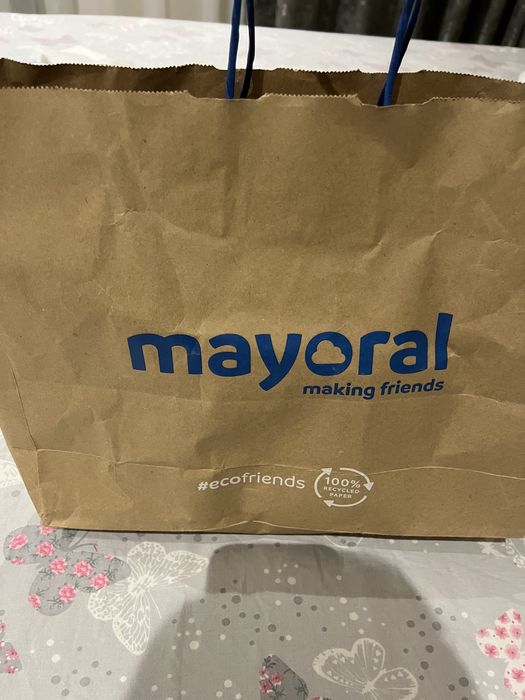 mayoral
making friends
#ecofriends
100%
RECYCLED
PAPER